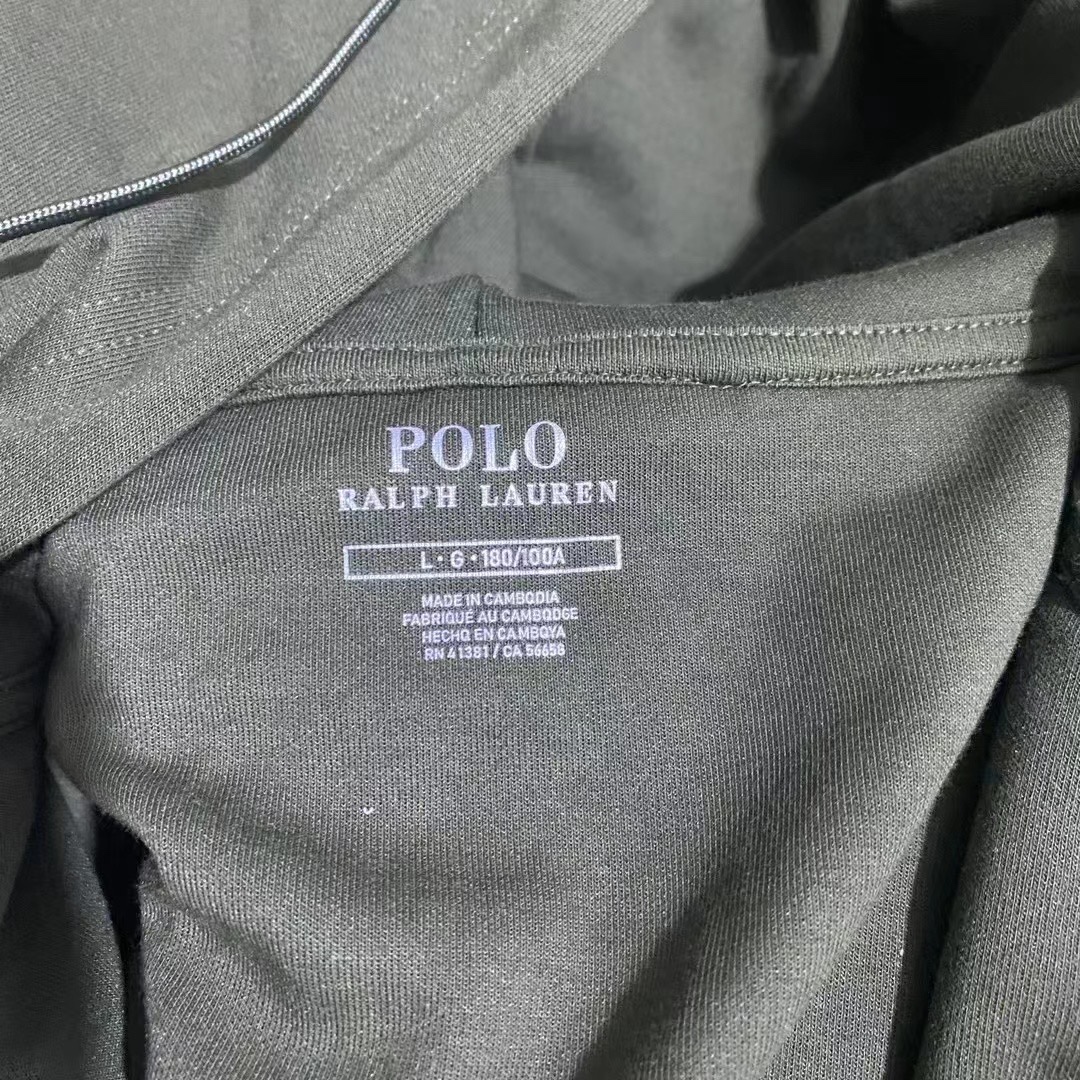 POLO
RALPH LAUREN
L • G • 180/100A
MADE IN CAMBODIA
FABRIQUÉ AU CAMBODGE
HECHO EN CAMBOYA
RN 41381 / CA 56658